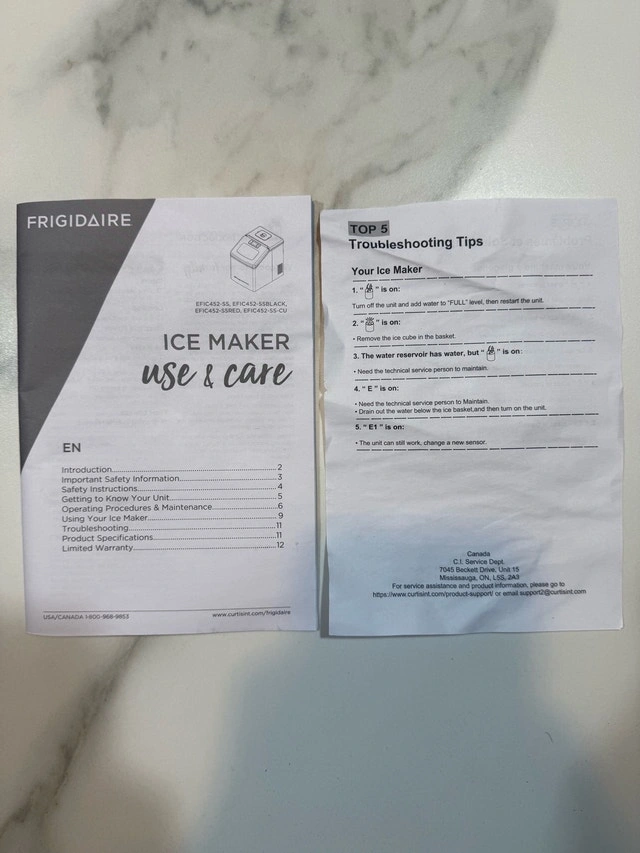 FRIGIDAIRE
EFIC452-SS, EFIC452-SSBLACK,
EFIC452-SSRED, EFIC452-SS-CU
ICE MAKER
use & care
EN
Introduction 2
Important Safety Information 3
Safety Instructions 4
Getting to Know Your Unit 5
Operating Procedures & Maintenance 6
Using Your Ice Maker 9
Troubleshooting 11
Product Specifications 11
Limited Warranty 12
USA/CANADA 1-800-968-9853
www.curtisint.com/frigidaire
TOP 5
Troubleshooting Tips
Your Ice Maker
1. “ ” is on:
Turn off the unit and add water to “FULL” level, then restart the unit.
2. “ ” is on:
• Remove the ice cube in the basket.
3. The water reservoir has water, but “ ” is on:
• Need the technical service person to maintain.
4. “ E ” is on:
• Need the technical service person to Maintain.
• Drain out the water below the ice basket,and then turn on the unit.
5. “ E1” is on:
• The unit can still work, change a new sensor.
Canada
C.I. Service Dept.
7045 Beckett Drive, Unit 15
Mississauga, ON, L5S, 2A3
For service assistance and product information, please go to
https://www.curtisint.com/product-support/ or email support2@curtisint.com